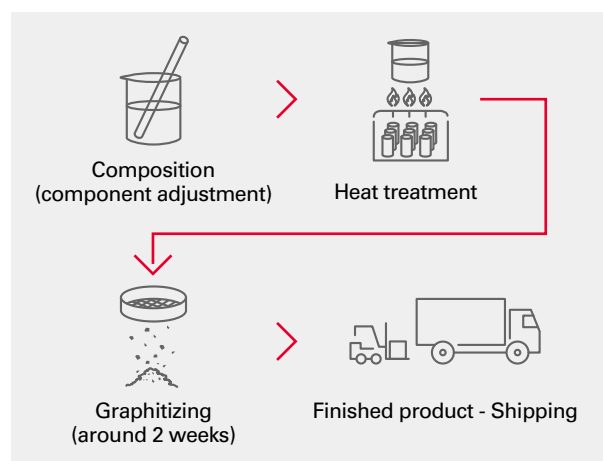 Composition
(component adjustment)
Heat treatment
Graphitizing
(around 2 weeks)
Finished product - Shipping